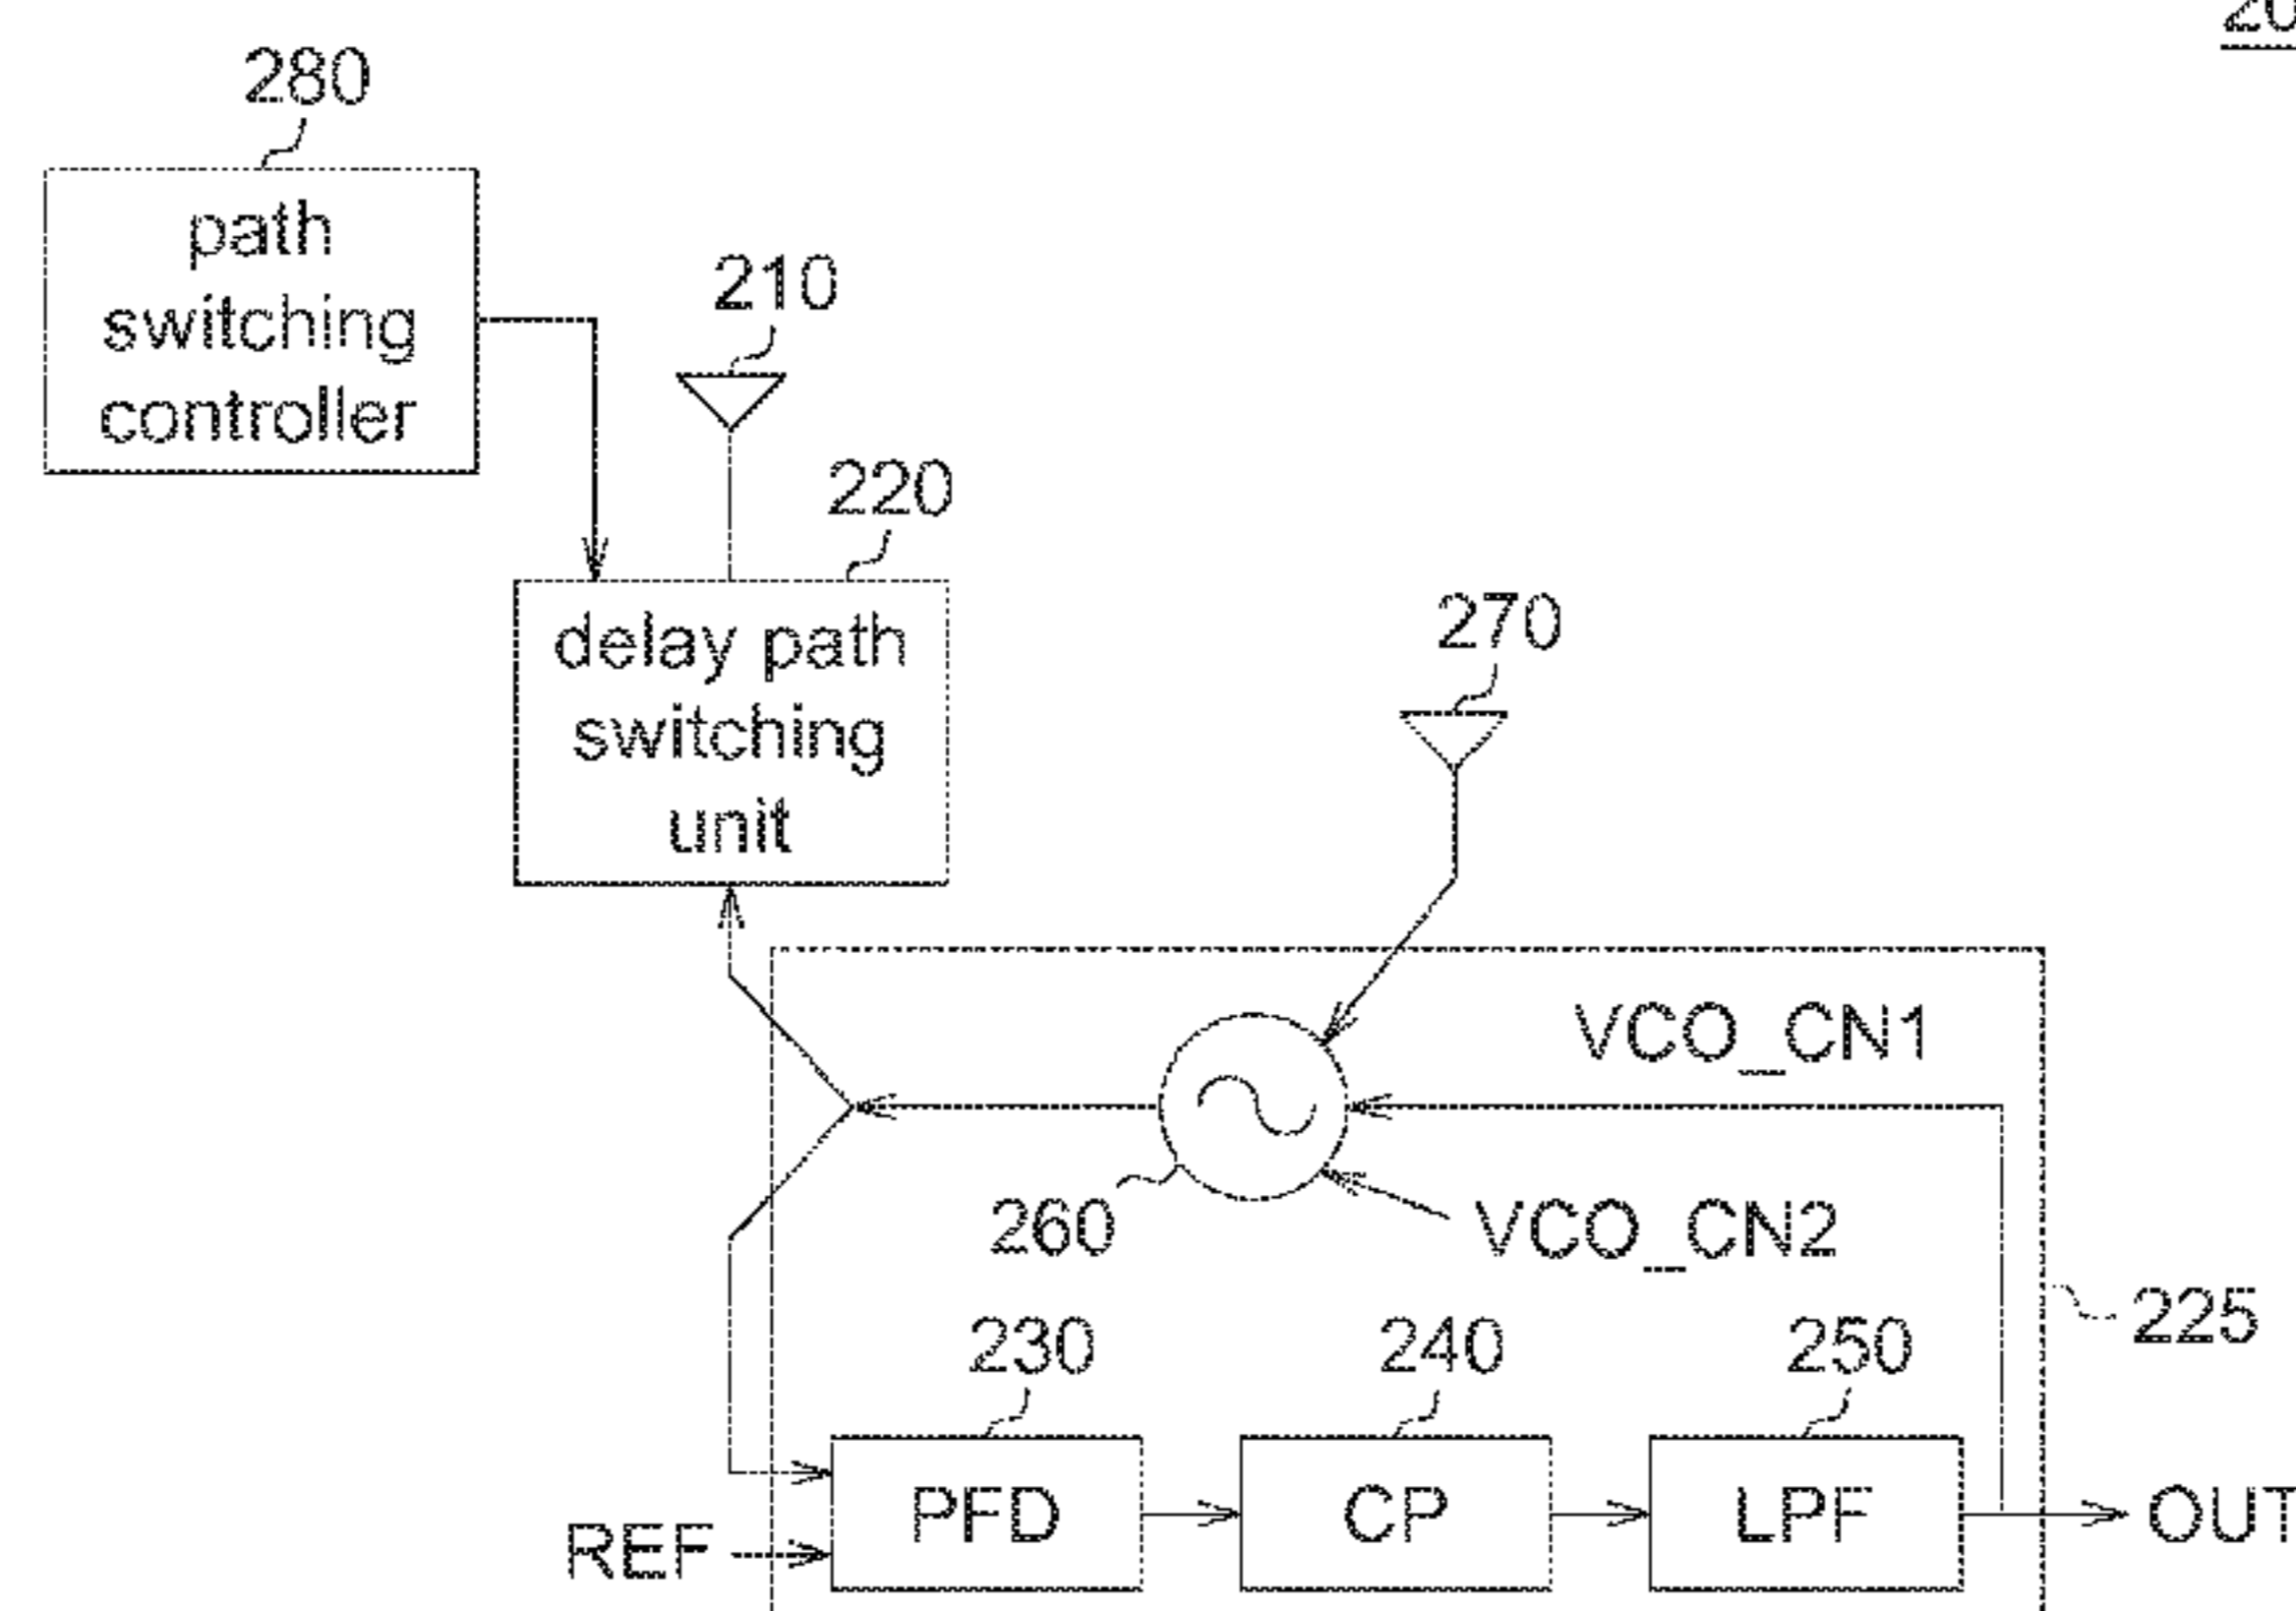 280
path
switching
controller
210
220
delay path
switching
unit
270
VCO_CN1
260
VCO_CN2
225
230
240
250
PFD
CP
LPF
OUT
REF